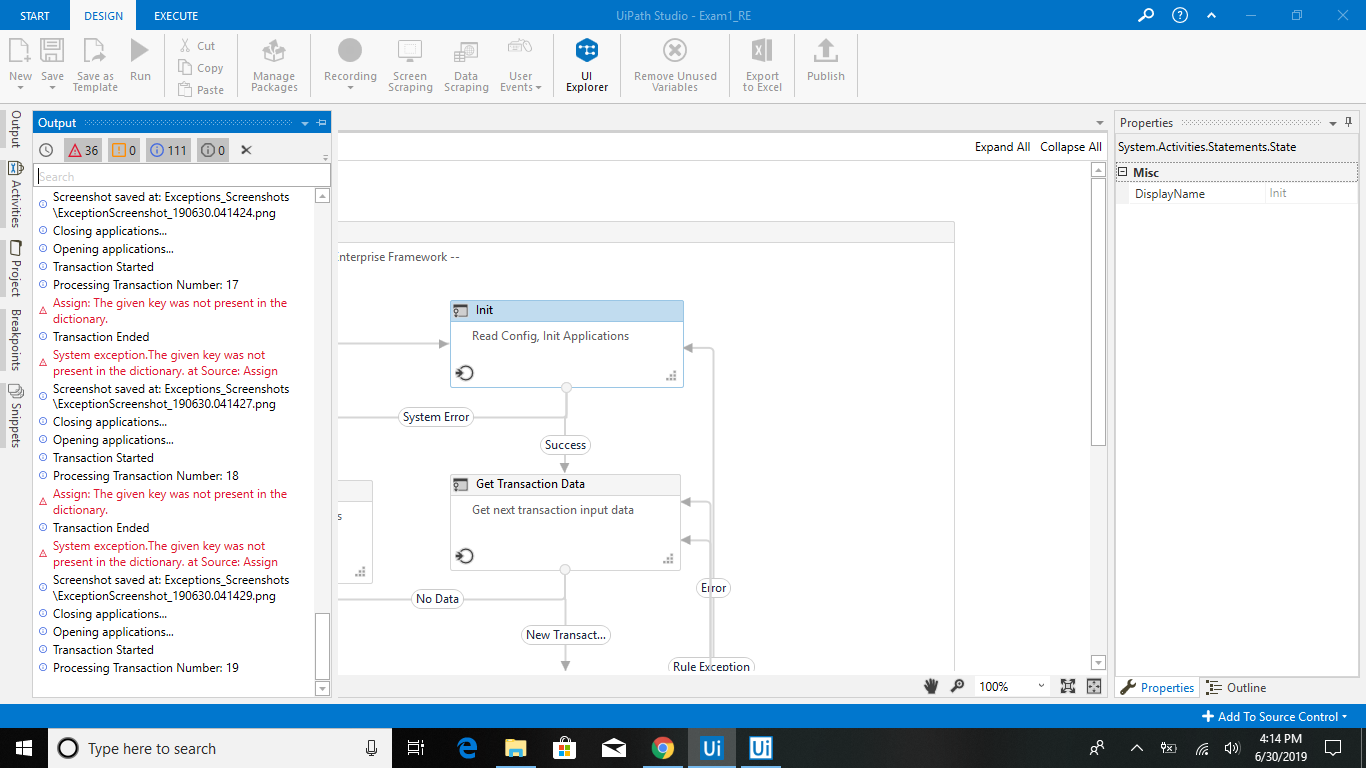 START DESIGN EXECUTE UiPath Studio - Exam1_RE
New Save Save as Template Run
Cut
Copy
Paste
Manage Packages
Recording
Screen Scraping
Data Scraping
User Events
UI Explorer
Remove Unused Variables
Export to Excel
Publish
Output
Activities
Project
Breakpoints
Snippets
Output
36 0 111 0
Search
Screenshot saved at: Exceptions_Screenshots
\ExceptionScreenshot_190630.041424.png
Closing applications...
Opening applications...
Transaction Started
Processing Transaction Number: 17
Assign: The given key was not present in the
dictionary.
Transaction Ended
System exception.The given key was not
present in the dictionary. at Source: Assign
Screenshot saved at: Exceptions_Screenshots
\ExceptionScreenshot_190630.041427.png
Closing applications...
Opening applications...
Transaction Started
Processing Transaction Number: 18
Assign: The given key was not present in the
dictionary.
Transaction Ended
System exception.The given key was not
present in the dictionary. at Source: Assign
Screenshot saved at: Exceptions_Screenshots
\ExceptionScreenshot_190630.041429.png
Closing applications...
Opening applications...
Transaction Started
Processing Transaction Number: 19
Expand All Collapse All
nterprise Framework --
Init
Read Config, Init Applications
System Error
Success
Get Transaction Data
Get next transaction input data
s
No Data
Error
New Transact...
Rule Exception
100%
Properties
System.Activities.Statements.State
Misc
DisplayName Init
Properties Outline
Add To Source Control
Type here to search
Ui Ui
4:14 PM
6/30/2019